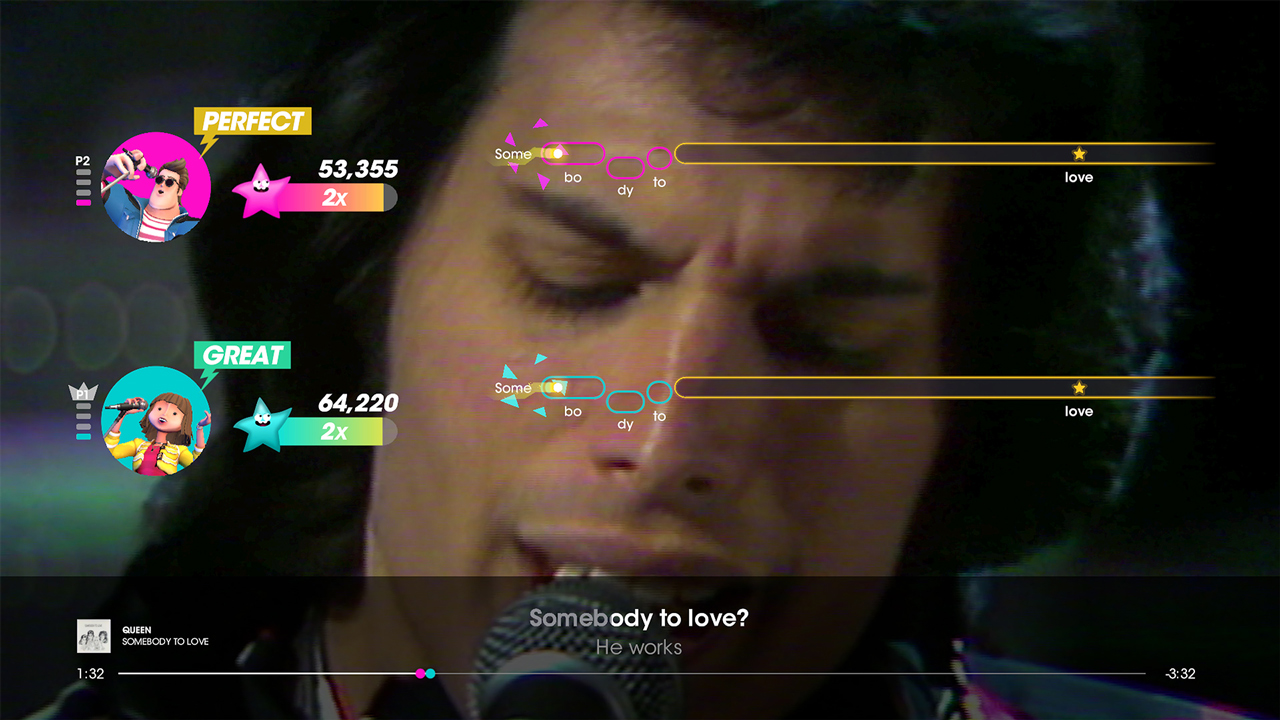 PERFECT
P2
53,355
2x
Some
bo
dy
to
love
GREAT
P1
64,220
2x
Some
bo
dy
to
love
Somebody to love?
He works
QUEEN
SOMEBODY TO LOVE
1:32
-3:32